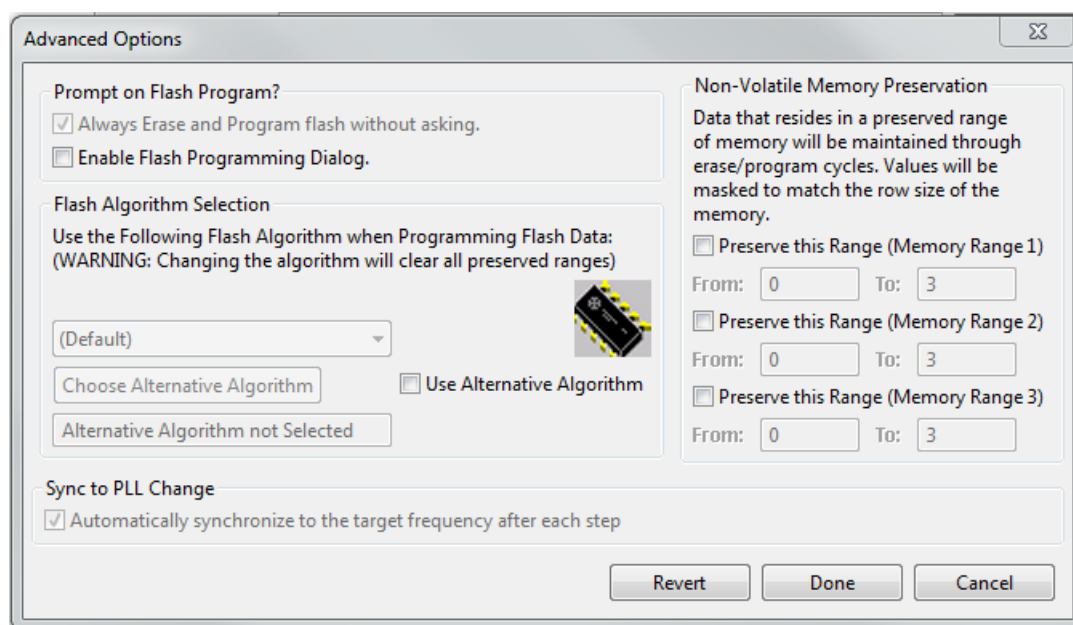 Advanced Options
Prompt on Flash Program?
Always Erase and Program flash without asking.
Enable Flash Programming Dialog.
Flash Algorithm Selection
Use the Following Flash Algorithm when Programming Flash Data:
(WARNING: Changing the algorithm will clear all preserved ranges)
(Default)
Choose Alternative Algorithm
Use Alternative Algorithm
Alternative Algorithm not Selected
Non-Volatile Memory Preservation
Data that resides in a preserved range
of memory will be maintained through
erase/program cycles. Values will be
masked to match the row size of the
memory.
Preserve this Range (Memory Range 1)
From: 0 To: 3
Preserve this Range (Memory Range 2)
From: 0 To: 3
Preserve this Range (Memory Range 3)
From: 0 To: 3
Sync to PLL Change
Automatically synchronize to the target frequency after each step
Revert Done Cancel